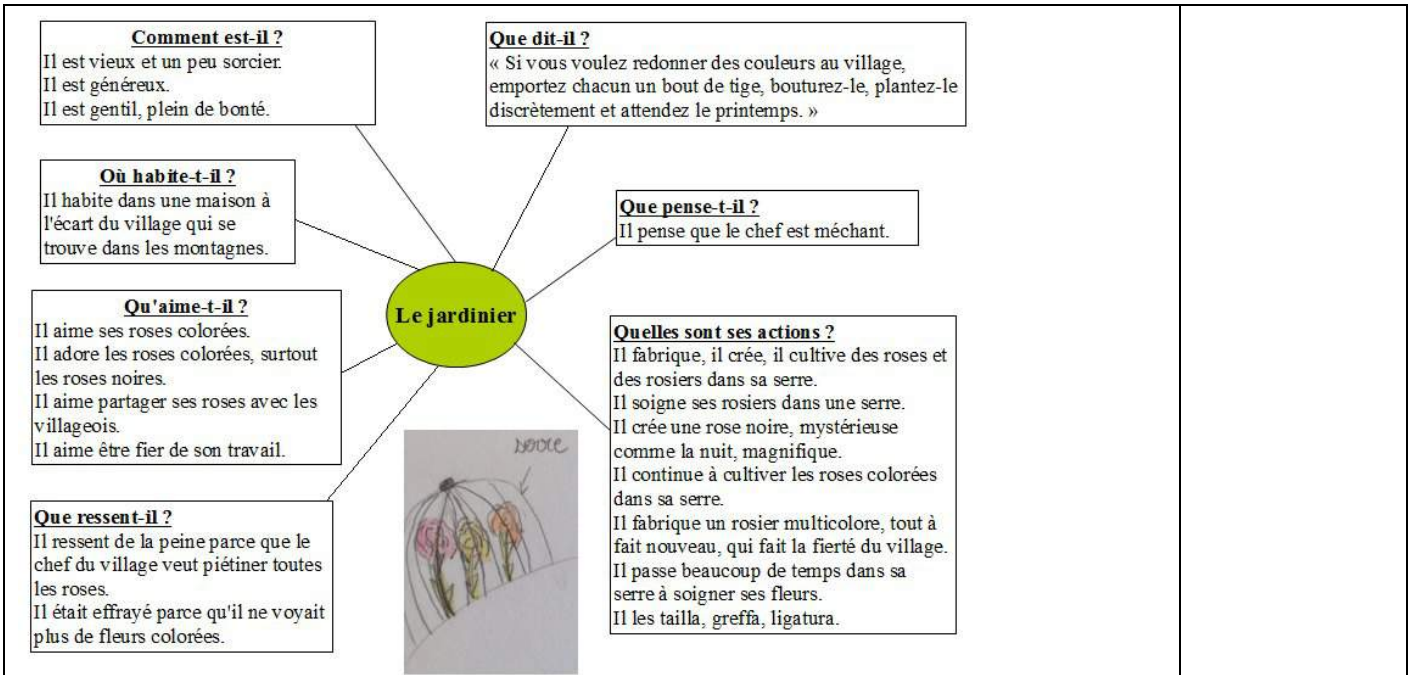 Comment est-il ?
Il est vieux et un peu sorcier.
Il est généreux.
Il est gentil, plein de bonté.
Que dit-il ?
« Si vous voulez redonner des couleurs au village,
emportez chacun un bout de tige, bouturez-le, plantez-le
discrètement et attendez le printemps. »
Où habite-t-il ?
Il habite dans une maison à
l'écart du village qui se
trouve dans les montagnes.
Que pense-t-il ?
Il pense que le chef est méchant.
Qu'aime-t-il ?
Il aime ses roses colorées.
Il adore les roses colorées, surtout
les roses noires.
Il aime partager ses roses avec les
villageois.
Il aime être fier de son travail.
Le jardinier
Quelles sont ses actions ?
Il fabrique, il crée, il cultive des roses et
des rosiers dans sa serre.
Il soigne ses rosiers dans une serre.
Il crée une rose noire, mystérieuse
comme la nuit, magnifique.
Il continue à cultiver les roses colorées
dans sa serre.
Il fabrique un rosier multicolore, tout à
fait nouveau, qui fait la fierté du village.
Il passe beaucoup de temps dans sa
serre à soigner ses fleurs.
Il les tailla, greffa, ligatura.
Que ressent-il ?
Il ressent de la peine parce que le
chef du village veut piétiner toutes
les roses.
Il était effrayé parce qu'il ne voyait
plus de fleurs colorées.
serre